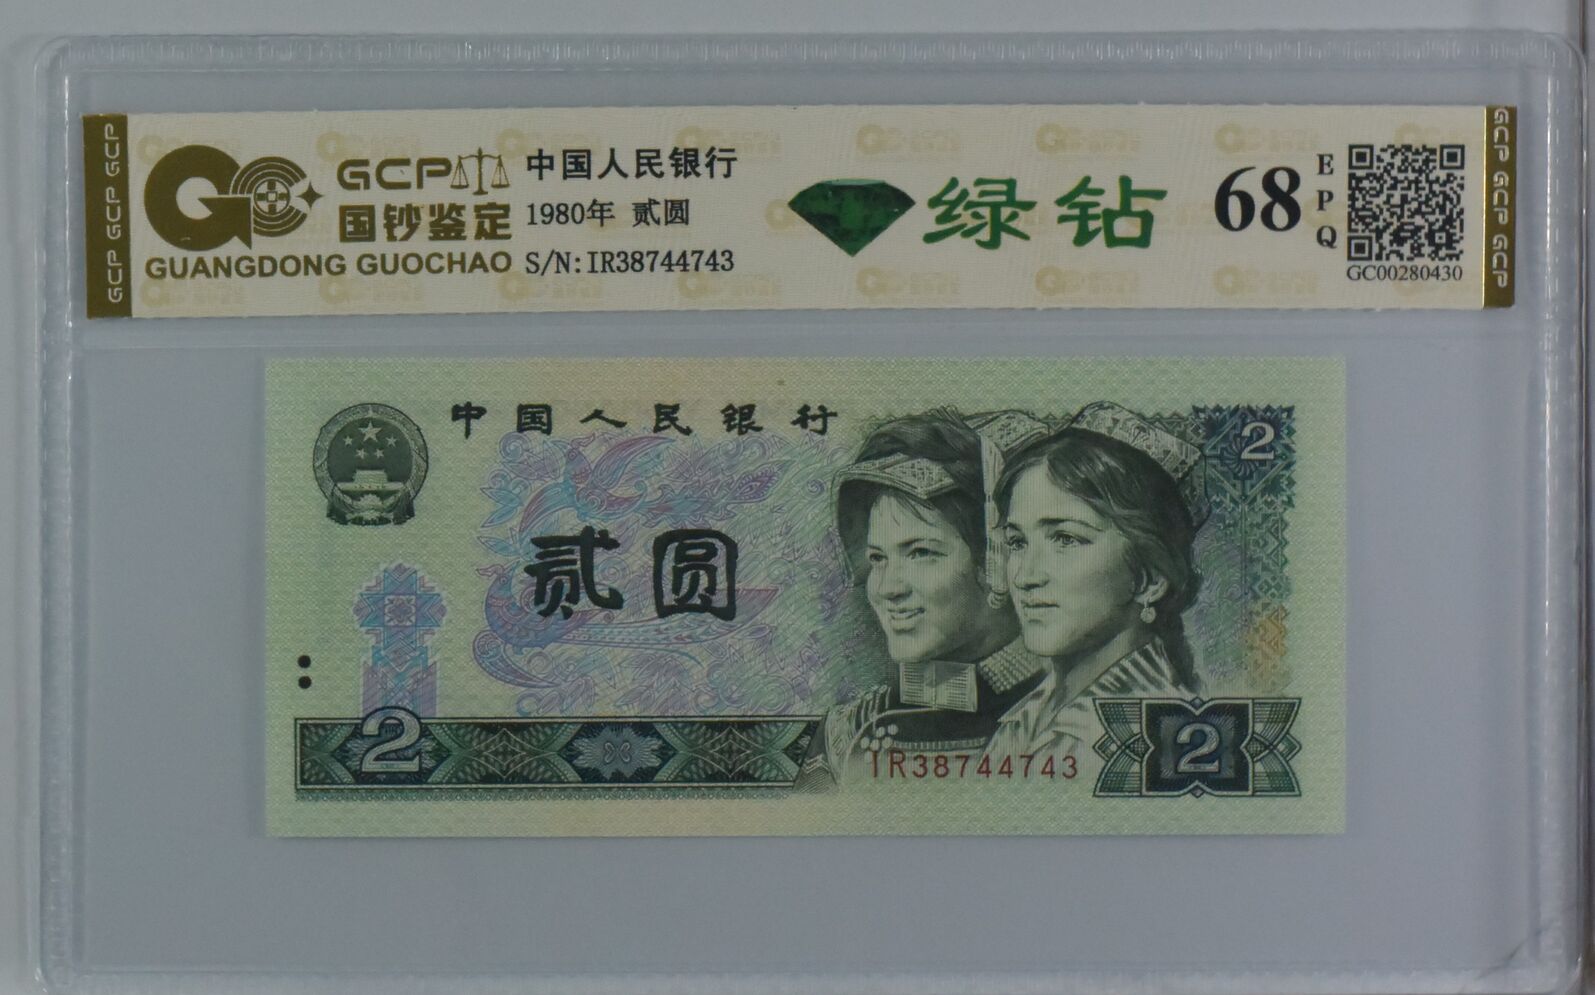 GCP GCP GCP
GCP
国钞鉴定
GUANGDONG GUOCHAO
中国人民银行
1980年 贰圆
S/N:IR38744743
绿钻
68
EPQ
GC00280430
GCP GCP GCP
中国人民银行
2
贰圆
2
IR38744743
2